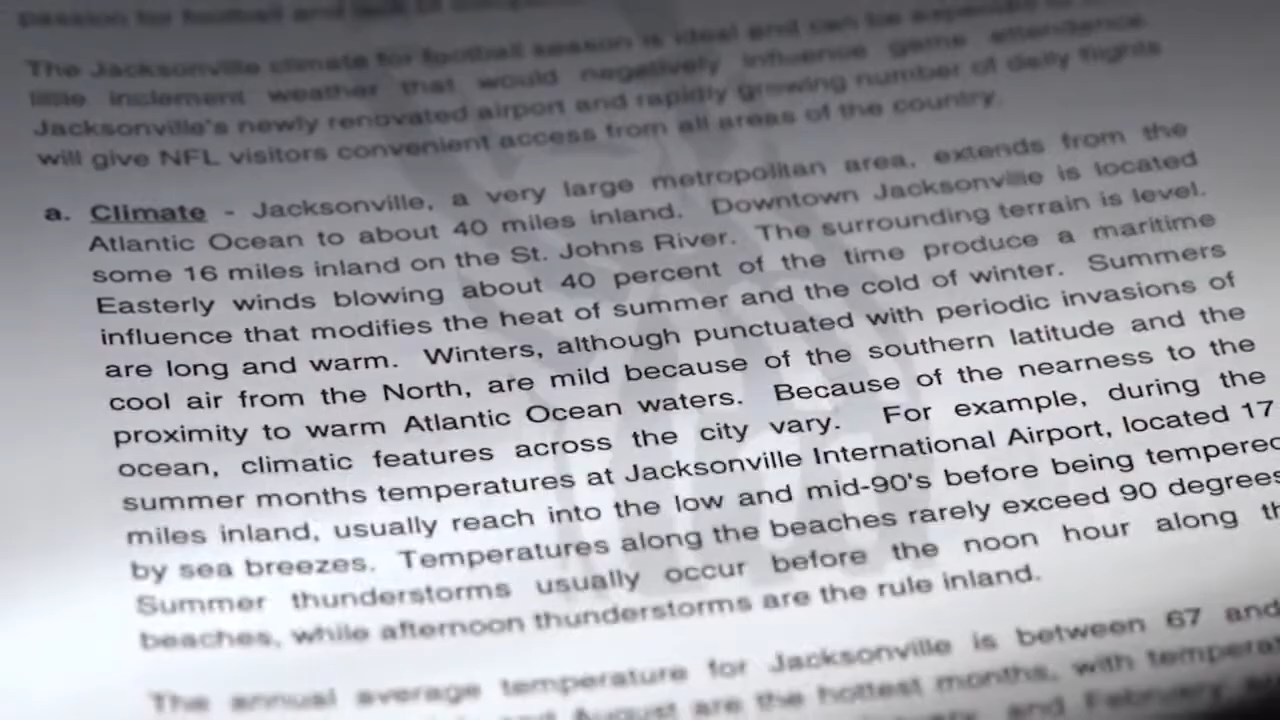 Passion for football and lack of
The Jacksonville climate for football season is ideal and can be expected to
little inclement weather that would negatively influence game attendance.
Jacksonville's newly renovated airport and rapidly growing number of daily flights
will give NFL visitors convenient access from all areas of the country.
a. Climate - Jacksonville, a very large metropolitan area, extends from the
Atlantic Ocean to about 40 miles inland. Downtown Jacksonville is located
some 16 miles inland on the St. Johns River. The surrounding terrain is level.
Easterly winds blowing about 40 percent of the time produce a maritime
influence that modifies the heat of summer and the cold of winter. Summers
are long and warm. Winters, although punctuated with periodic invasions of
cool air from the North, are mild because of the southern latitude and the
proximity to warm Atlantic Ocean waters. Because of the nearness to the
ocean, climatic features across the city vary. For example, during the
summer months temperatures at Jacksonville International Airport, located 17
miles inland, usually reach into the low and mid-90's before being tempered
by sea breezes. Temperatures along the beaches rarely exceed 90 degrees
Summer thunderstorms usually occur before the noon hour along th
beaches, while afternoon thunderstorms are the rule inland.
The annual average temperature for Jacksonville is between 67 and
and August are the hottest months, with tempera
and February